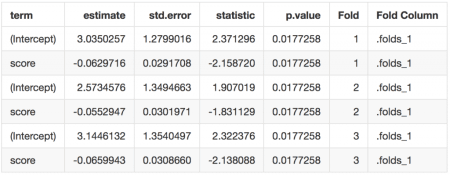 term estimate std.error statistic p.value Fold Fold Column
(Intercept) 3.0350257 1.2799016 2.371296 0.0177258 1 .folds_1
score -0.0629716 0.0291708 -2.158720 0.0177258 1 .folds_1
(Intercept) 2.5734576 1.3494663 1.907019 0.0177258 2 .folds_1
score -0.0552947 0.0301971 -1.831129 0.0177258 2 .folds_1
(Intercept) 3.1446132 1.3540497 2.322376 0.0177258 3 .folds_1
score -0.0659943 0.0308660 -2.138088 0.0177258 3 .folds_1